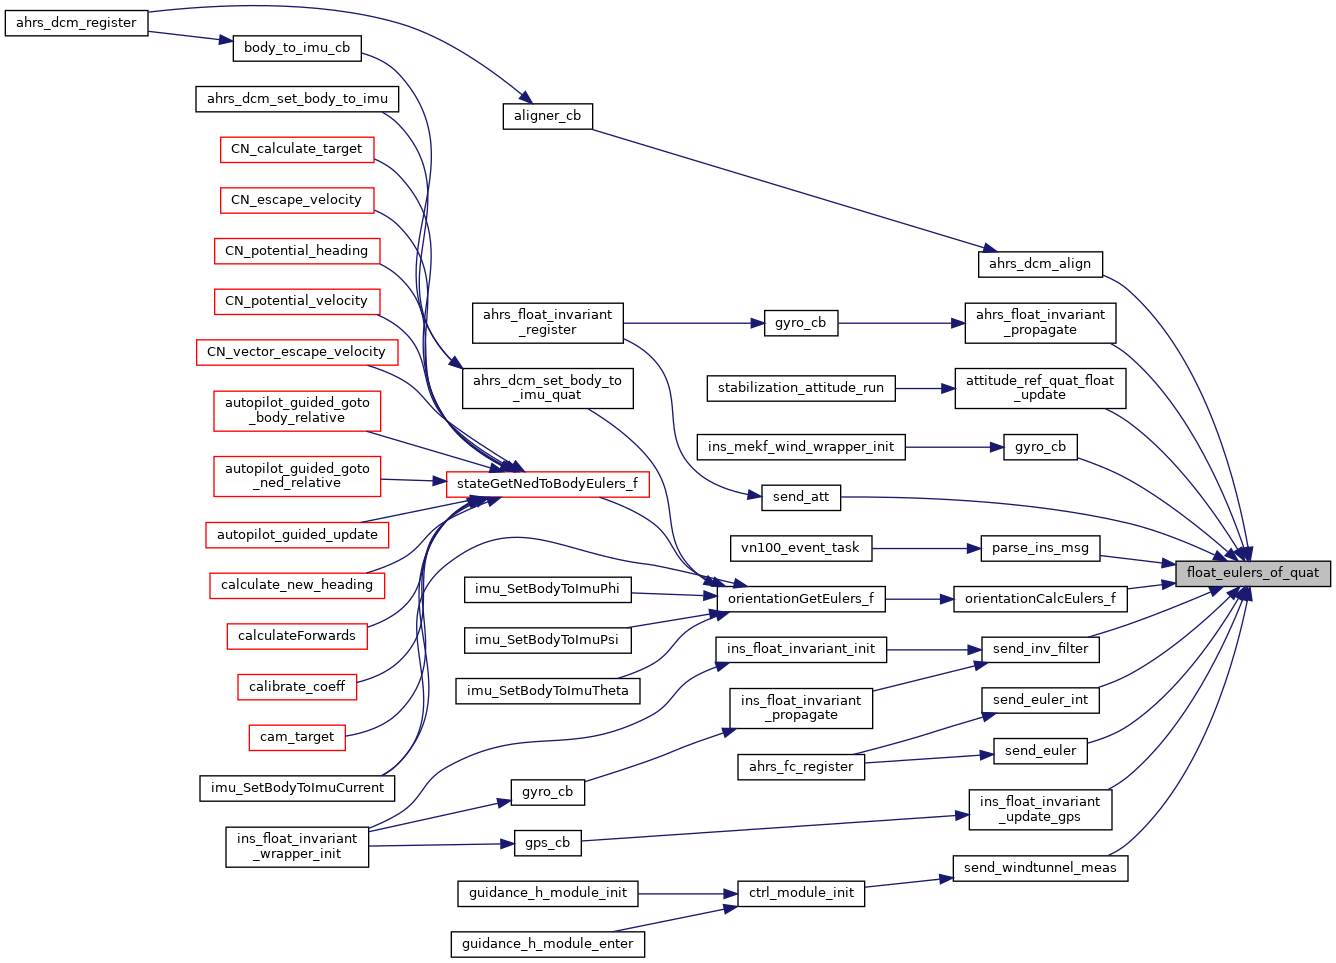 ahrs_dcm_register
body_to_imu_cb
ahrs_dcm_set_body_to_imu
CN_calculate_target
CN_escape_velocity
CN_potential_heading
CN_potential_velocity
CN_vector_escape_velocity
autopilot_guided_goto
_body_relative
autopilot_guided_goto
_ned_relative
autopilot_guided_update
calculate_new_heading
calculateForwards
calibrate_coeff
cam_target
imu_SetBodyToImuCurrent
ins_float_invariant
_wrapper_init
aligner_cb
ahrs_float_invariant
_register
ahrs_dcm_set_body_to
_imu_quat
stateGetNedToBodyEulers_f
imu_SetBodyToImuPhi
imu_SetBodyToImuPsi
imu_SetBodyToImuTheta
gyro_cb
gps_cb
guidance_h_module_init
guidance_h_module_enter
gyro_cb
stabilization_attitude_run
ins_mekf_wind_wrapper_init
send_att
vn100_event_task
orientationGetEulers_f
ins_float_invariant_init
ins_float_invariant
_propagate
ahrs_fc_register
ctrl_module_init
ahrs_dcm_align
ahrs_float_invariant
_propagate
attitude_ref_quat_float
_update
gyro_cb
parse_ins_msg
orientationCalcEulers_f
send_inv_filter
send_euler_int
send_euler
ins_float_invariant
_update_gps
send_windtunnel_meas
float_eulers_of_quat